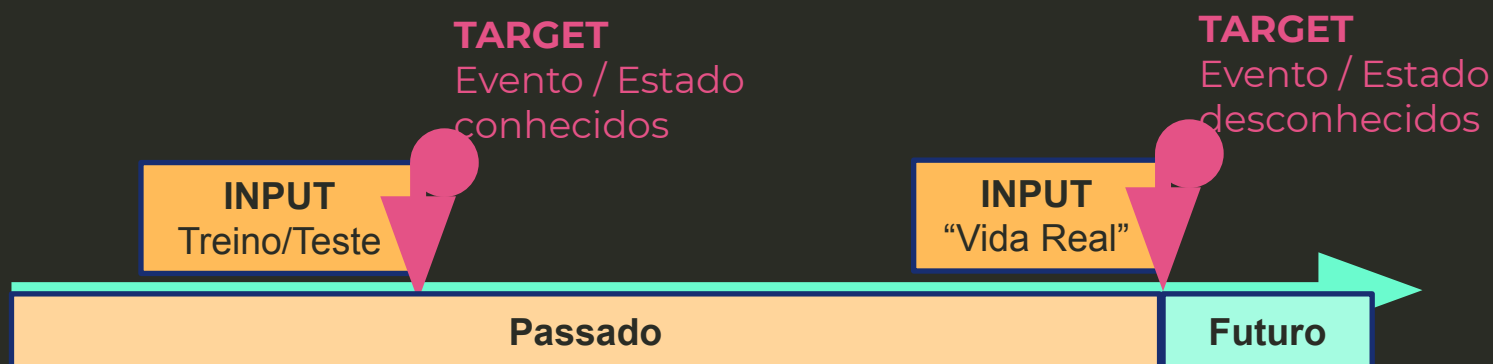 TARGET
Evento / Estado
conhecidos
TARGET
Evento / Estado
desconhecidos
INPUT
Treino/Teste
INPUT
“Vida Real”
Passado
Futuro